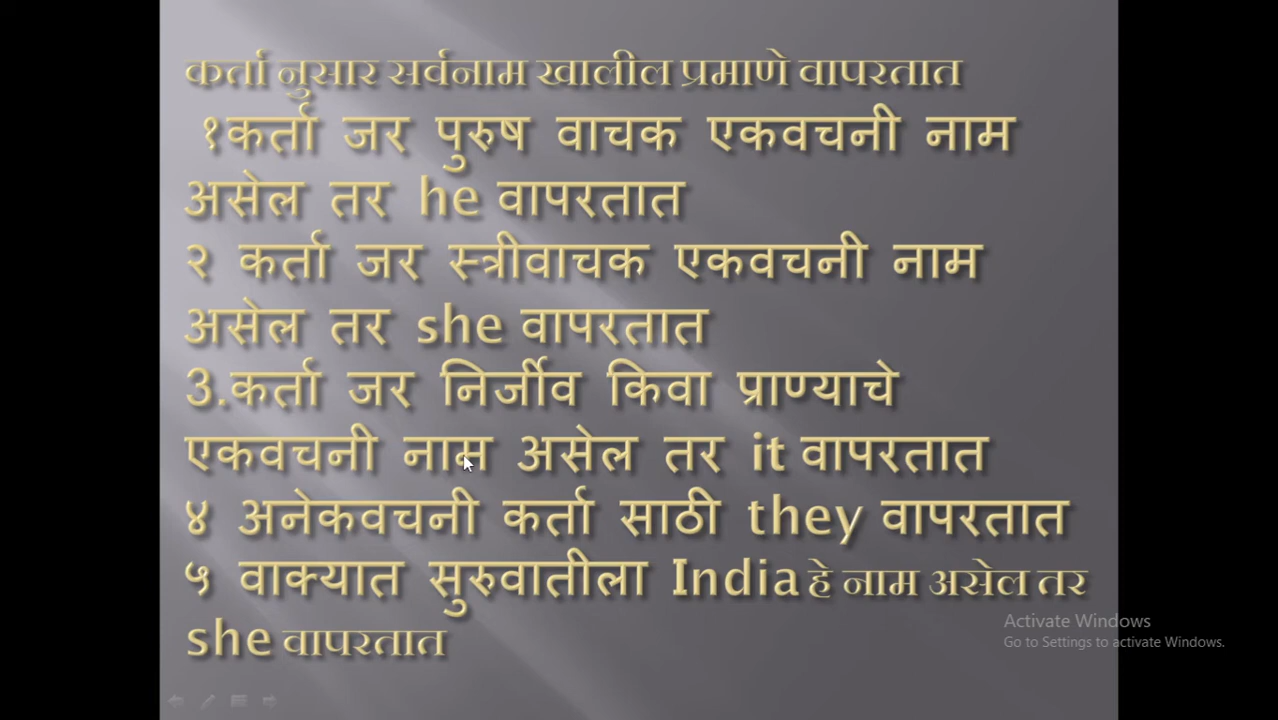 कर्ता नुसार सर्वनाम खालील प्रमाणे वापरतात
१कर्ता जर पुरुष वाचक एकवचनी नाम
असेल तर he वापरतात
२ कर्ता जर स्त्रीवाचक एकवचनी नाम
असेल तर she वापरतात
3.कर्ता जर निर्जीव किवा प्राण्याचे
एकवचनी नाम असेल तर it वापरतात
४ अनेकवचनी कर्ता साठी they वापरतात
५ वाक्यात सुरुवातीला India हे नाम असेल तर
she वापरतात
Activate Windows
Go to Settings to activate Windows.